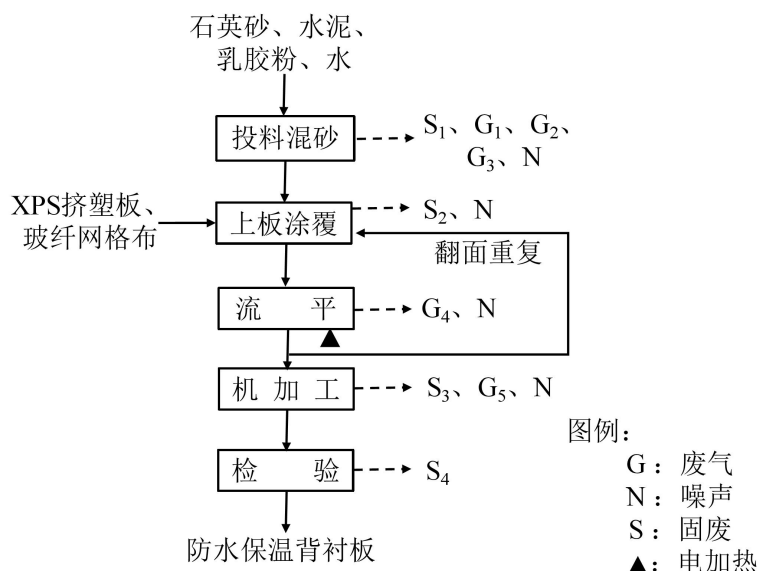 石英砂、水泥、
乳胶粉、水
投料混砂
S₁、G₁、G₂、
G₃、N
XPS挤塑板、
玻纤网格布
上板涂覆
S₂、N
翻面重复
流 平
G₄、N
机 加 工
S₃、G₅、N
检 验
S₄
防水保温背衬板
图例：
G：废气
N：噪声
S：固废
▲：电加热